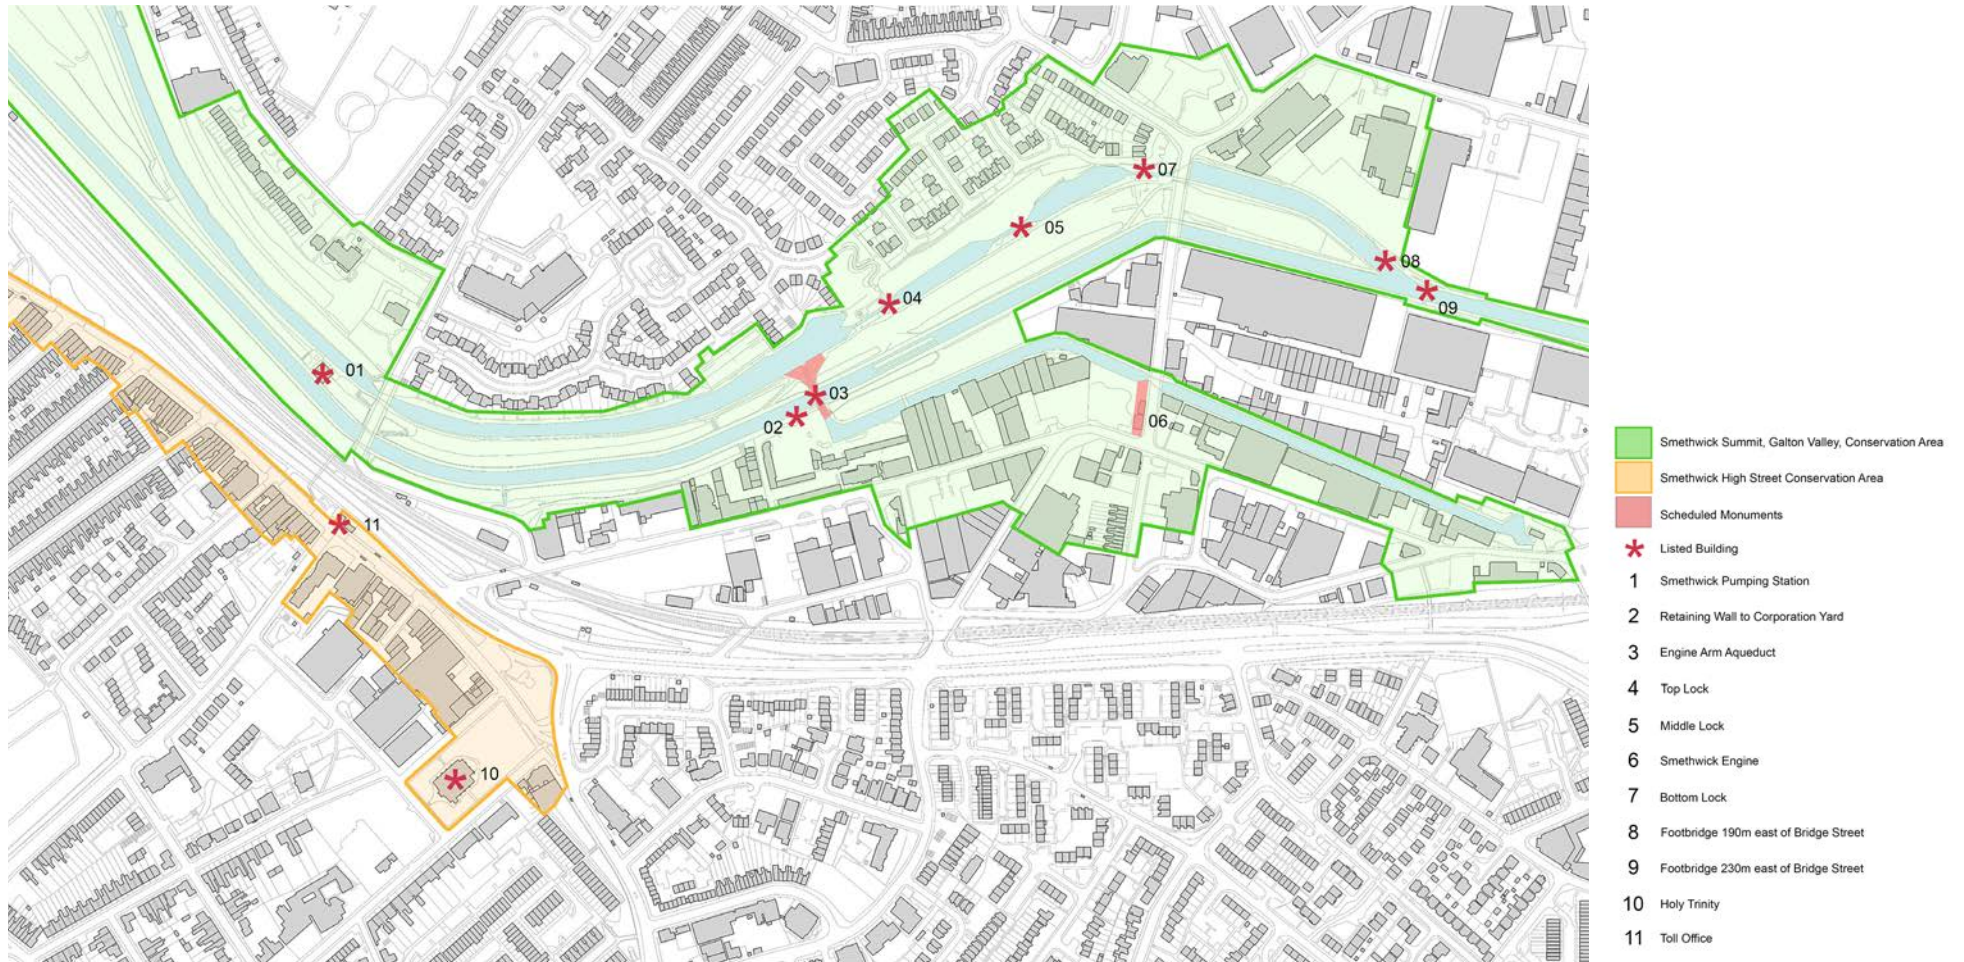 07
05
08
04
09
01
03
02
06
11
10
Smethwick Summit, Galton Valley, Conservation Area
Smethwick High Street Conservation Area
Scheduled Monuments
Listed Building
1 Smethwick Pumping Station
2 Retaining Wall to Corporation Yard
3 Engine Arm Aqueduct
4 Top Lock
5 Middle Lock
6 Smethwick Engine
7 Bottom Lock
8 Footbridge 190m east of Bridge Street
9 Footbridge 230m east of Bridge Street
10 Holy Trinity
11 Toll Office